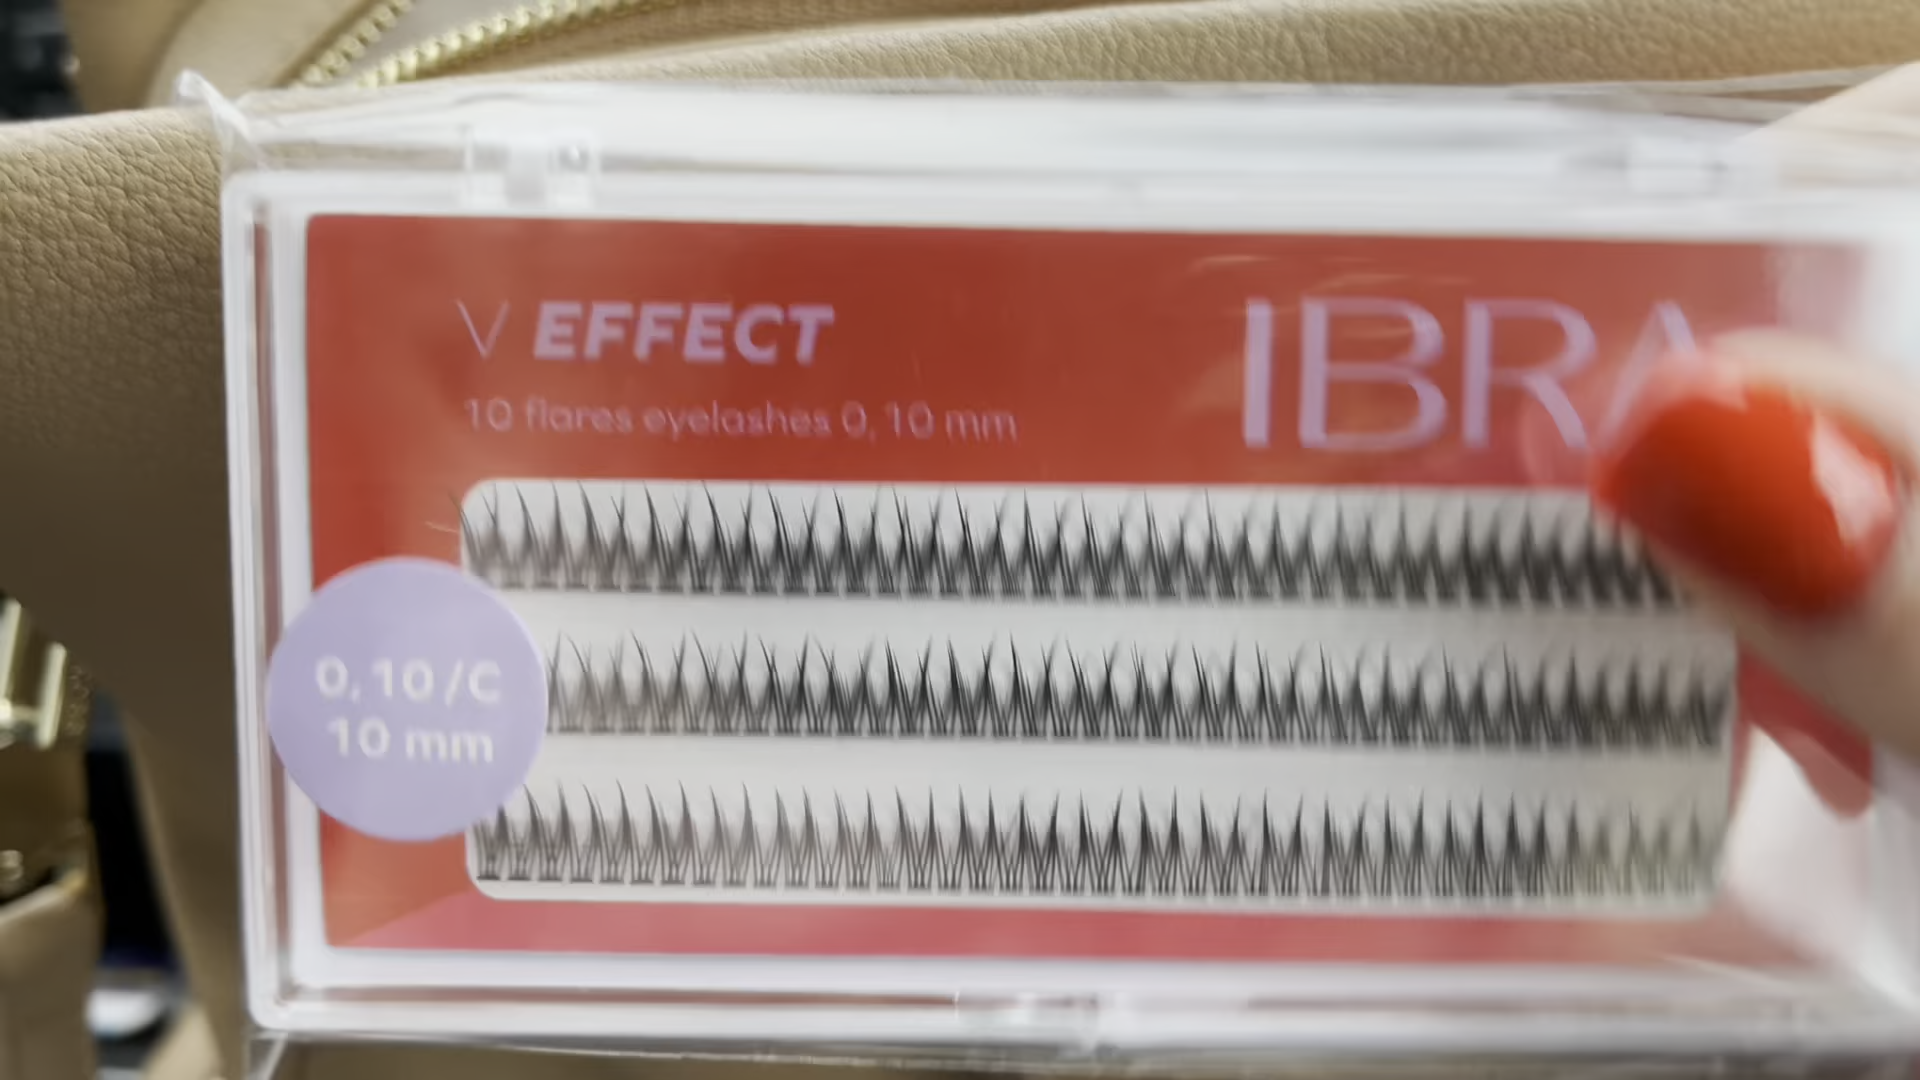 V EFFECT
10 flares eyelashes 0,10 mm
IBRA
0,10/C
10 mm